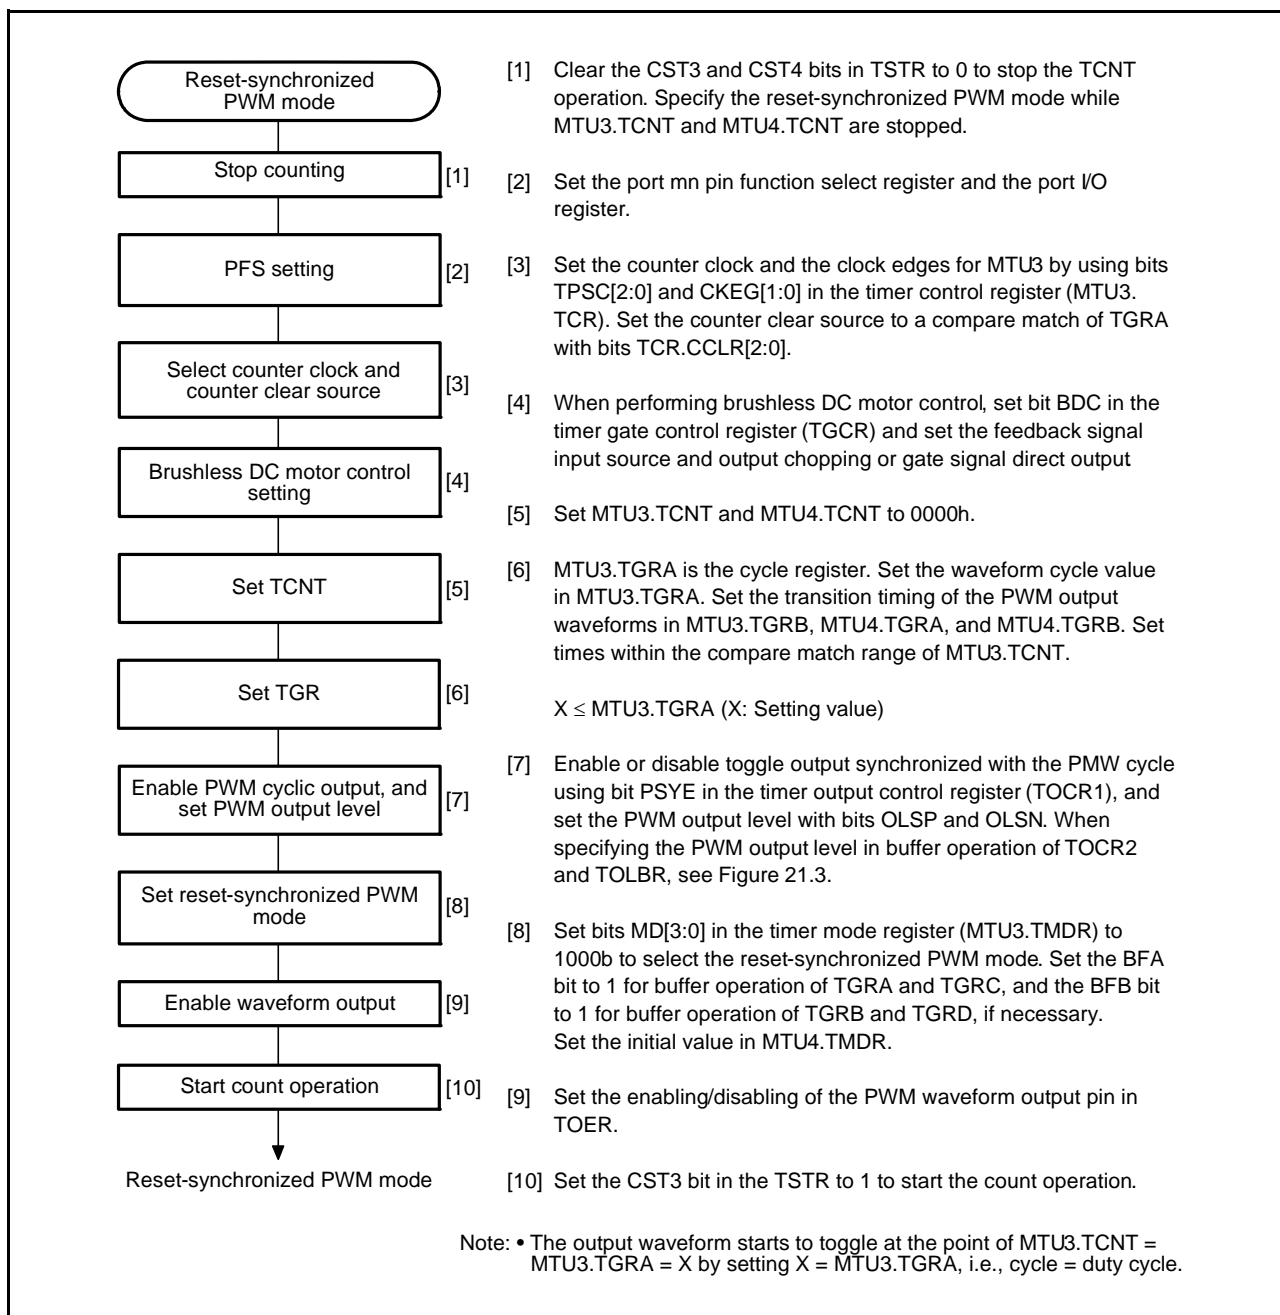 Reset-synchronized
PWM mode
Stop counting
[1]
PFS setting
[2]
Select counter clock and
counter clear source
[3]
Brushless DC motor control
setting
[4]
Set TCNT
[5]
Set TGR
[6]
Enable PWM cyclic output, and
set PWM output level
[7]
Set reset-synchronized PWM
mode
[8]
Enable waveform output
[9]
Start count operation
[10]
Reset-synchronized PWM mode
[1] Clear the CST3 and CST4 bits in TSTR to 0 to stop the TCNT
operation. Specify the reset-synchronized PWM mode while
MTU3.TCNT and MTU4.TCNT are stopped.
[2] Set the port mn pin function select register and the port I/O
register.
[3] Set the counter clock and the clock edges for MTU3 by using bits
TPSC[2:0] and CKEG[1:0] in the timer control register (MTU3.
TCR). Set the counter clear source to a compare match of TGRA
with bits TCR.CCLR[2:0].
[4] When performing brushless DC motor control, set bit BDC in the
timer gate control register (TGCR) and set the feedback signal
input source and output chopping or gate signal direct output.
[5] Set MTU3.TCNT and MTU4.TCNT to 0000h.
[6] MTU3.TGRA is the cycle register. Set the waveform cycle value
in MTU3.TGRA. Set the transition timing of the PWM output
waveforms in MTU3.TGRB, MTU4.TGRA, and MTU4.TGRB. Set
times within the compare match range of MTU3.TCNT.
X ≤ MTU3.TGRA (X: Setting value)
[7] Enable or disable toggle output synchronized with the PMW cycle
using bit PSYE in the timer output control register (TOCR1), and
set the PWM output level with bits OLSP and OLSN. When
specifying the PWM output level in buffer operation of TOCR2
and TOLBR, see Figure 21.3.
[8] Set bits MD[3:0] in the timer mode register (MTU3.TMDR) to
1000b to select the reset-synchronized PWM mode. Set the BFA
bit to 1 for buffer operation of TGRA and TGRC, and the BFB bit
to 1 for buffer operation of TGRB and TGRD, if necessary.
Set the initial value in MTU4.TMDR.
[9] Set the enabling/disabling of the PWM waveform output pin in
TOER.
[10] Set the CST3 bit in the TSTR to 1 to start the count operation.
Note: • The output waveform starts to toggle at the point of MTU3.TCNT =
MTU3.TGRA = X by setting X = MTU3.TGRA, i.e., cycle = duty cycle.